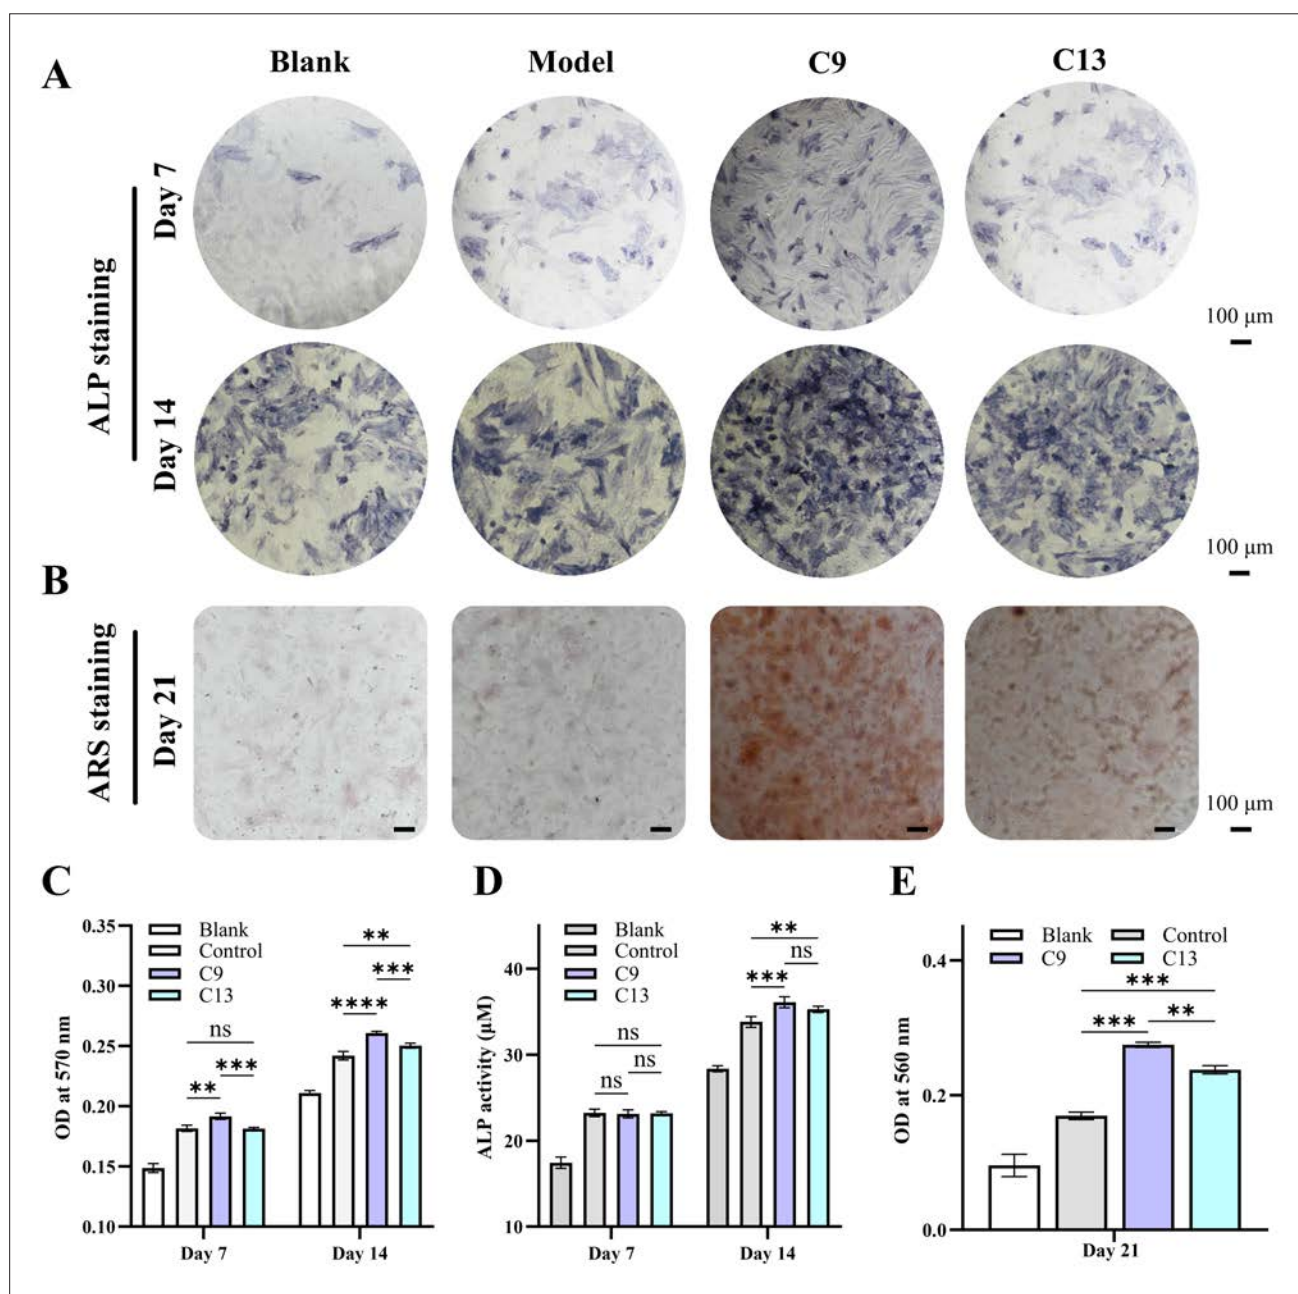 A
Blank
Model
C9
C13
ALP staining
Day 7
100 μm
Day 14
100 μm
B
ARS staining
Day 21
100 μm
C
OD at 570 nm
0.35
0.30
0.25
0.20
0.15
0.10
Blank
Control
C9
C13
ns
** ***
**
**** ***
Day 7
Day 14
D
ALP activity (μM)
40
30
20
10
Blank
Control
C9
C13
ns
ns ns
**
*** ns
Day 7
Day 14
E
OD at 560 nm
0.4
0.2
0.0
Blank Control
C9 C13
***
*** **
Day 21